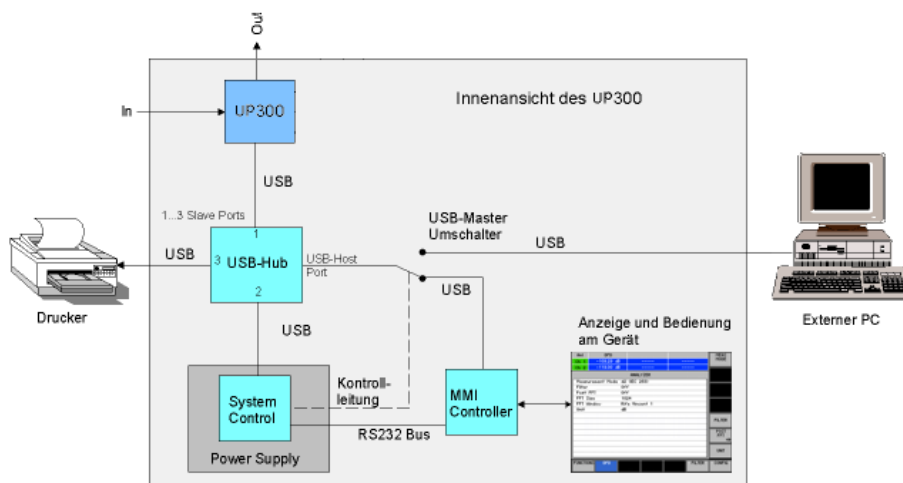 Out
In
UP300
Innenansicht des UP300
USB
1...3 Slave Ports
1
3
USB-Hub
2
USB-Host
Port
USB-Master
Umschalter
USB
USB
USB
Drucker
Externer PC
USB
Anzeige und Bedienung
am Gerät
Kontroll-
leitung
System
Control
MMI
Controller
RS232 Bus
Power Supply
ANALYZER